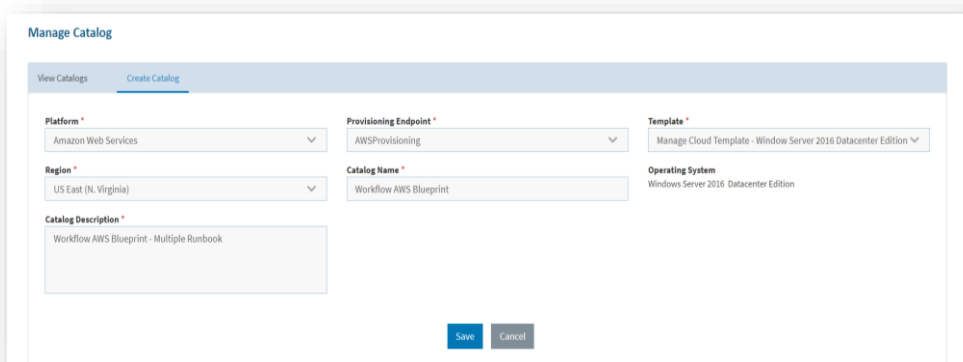 Manage Catalog
View Catalogs Create Catalog
Platform * Provisioning Endpoint * Template *
Amazon Web Services AWSProvisioning Manage Cloud Template - Window Server 2016 Datacenter Edition
Region * Catalog Name * Operating System
US East (N. Virginia) Workflow AWS Blueprint Windows Server 2016 Datacenter Edition
Catalog Description *
Workflow AWS Blueprint - Multiple Runbook
Save Cancel